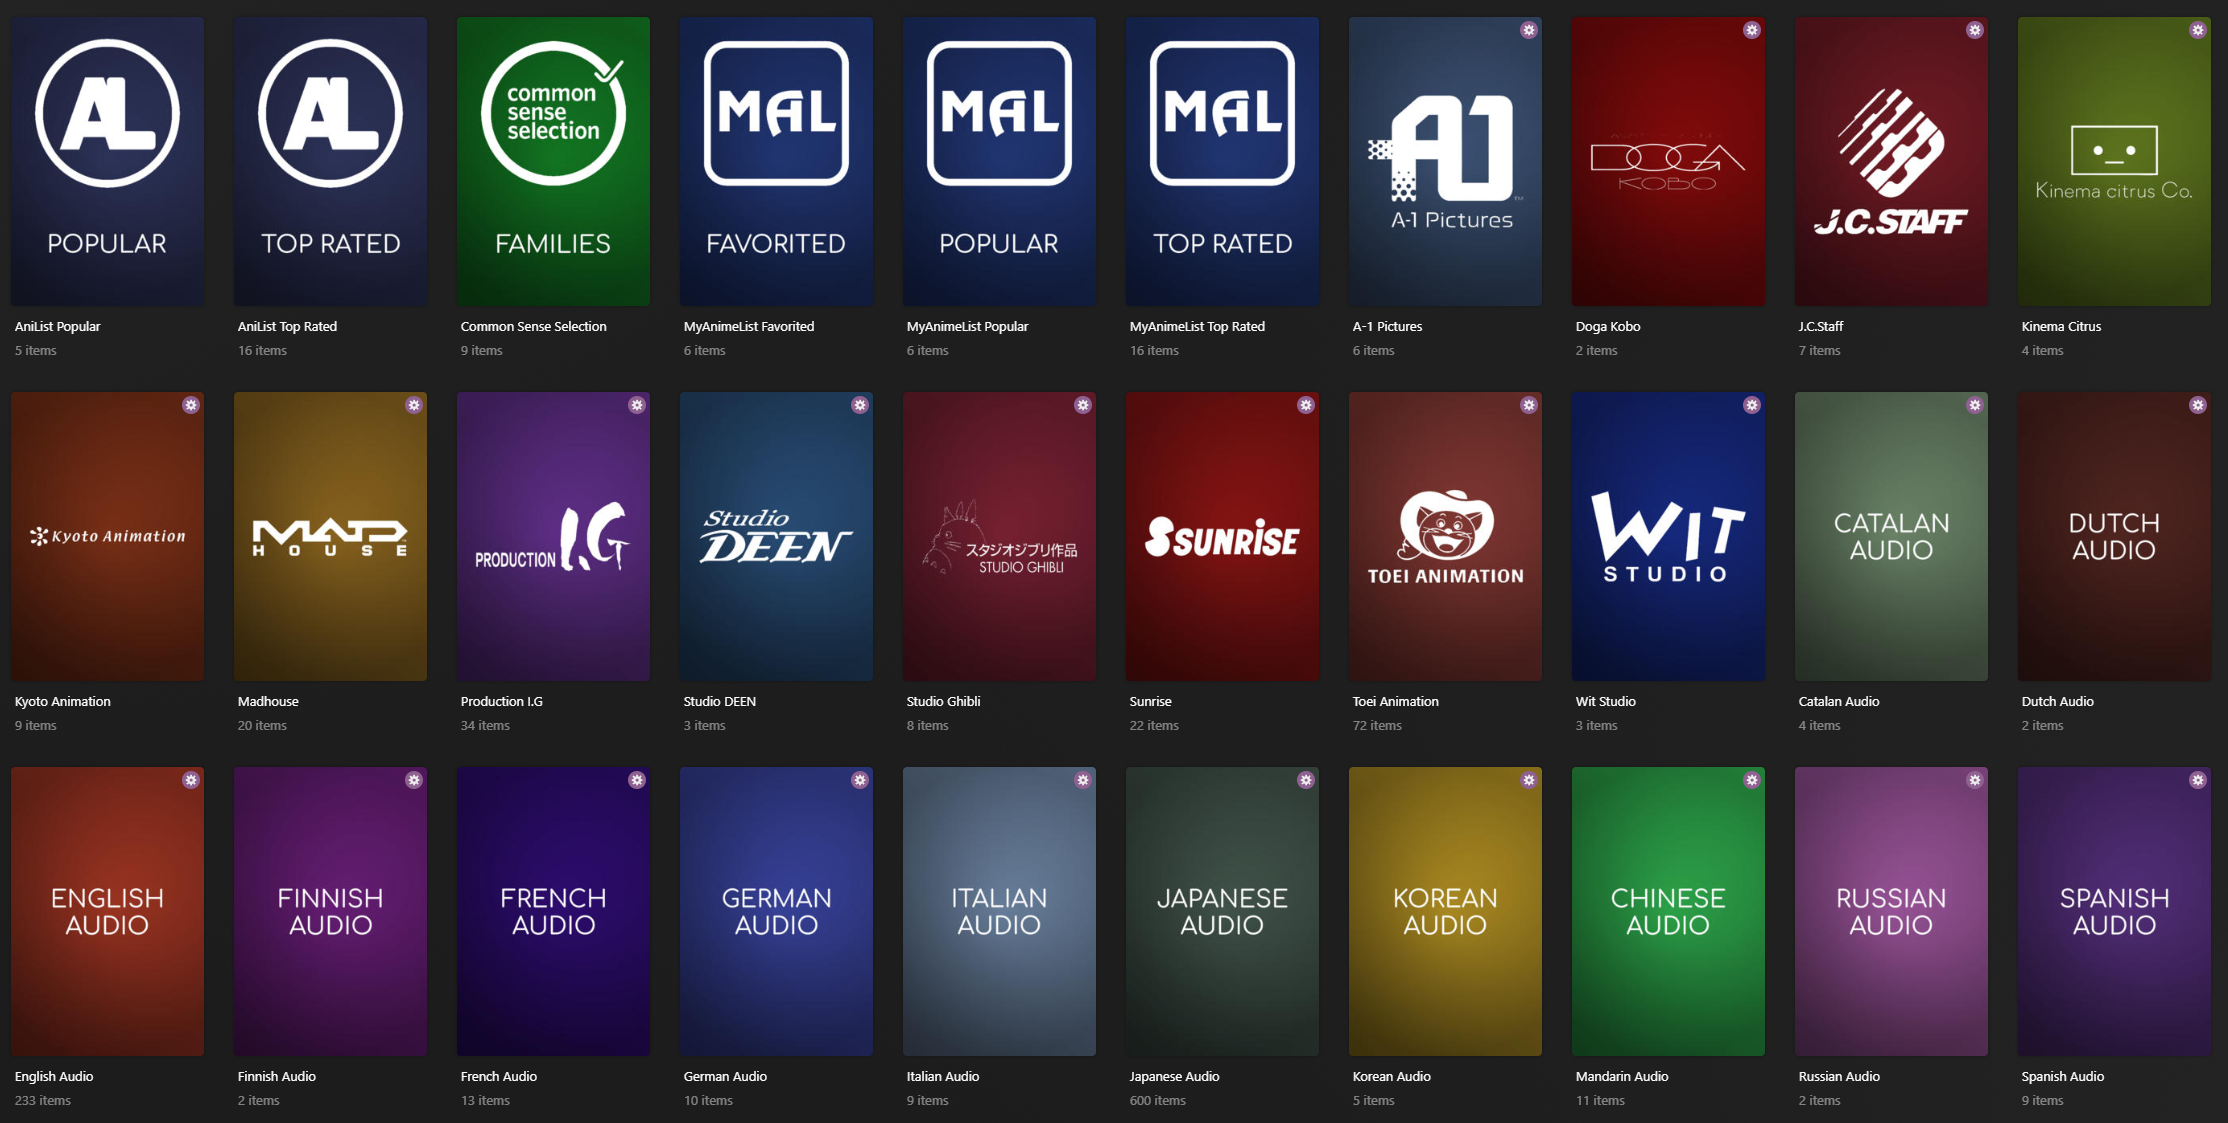 AL
POPULAR
AniList Popular
5 items
AL
TOP RATED
AniList Top Rated
16 items
common
sense
selection
FAMILIES
Common Sense Selection
9 items
MAL
FAVORITED
MyAnimeList Favorited
6 items
MAL
POPULAR
MyAnimeList Popular
6 items
MAL
TOP RATED
MyAnimeList Top Rated
16 items
A1
TM
A-1 Pictures
A-1 Pictures
6 items
DOGA
KOBO
Doga Kobo
2 items
J.C.STAFF
J.C.Staff
7 items
Kinema citrus Co.
Kinema Citrus
4 items
Kyoto Animation
Kyoto Animation
9 items
MADHOUSE
Madhouse
20 items
PRODUCTION I.G
Production I.G
34 items
Studio
DEEN
Studio DEEN
3 items
スタジオジブリ作品
STUDIO GHIBLI
Studio Ghibli
8 items
SUNRISE
Sunrise
22 items
TOEI ANIMATION
Toei Animation
72 items
WIT
STUDIO
Wit Studio
3 items
CATALAN
AUDIO
Catalan Audio
4 items
DUTCH
AUDIO
Dutch Audio
2 items
ENGLISH
AUDIO
English Audio
233 items
FINNISH
AUDIO
Finnish Audio
2 items
FRENCH
AUDIO
French Audio
13 items
GERMAN
AUDIO
German Audio
10 items
ITALIAN
AUDIO
Italian Audio
9 items
JAPANESE
AUDIO
Japanese Audio
600 items
KOREAN
AUDIO
Korean Audio
5 items
CHINESE
AUDIO
Mandarin Audio
11 items
RUSSIAN
AUDIO
Russian Audio
2 items
SPANISH
AUDIO
Spanish Audio
9 items